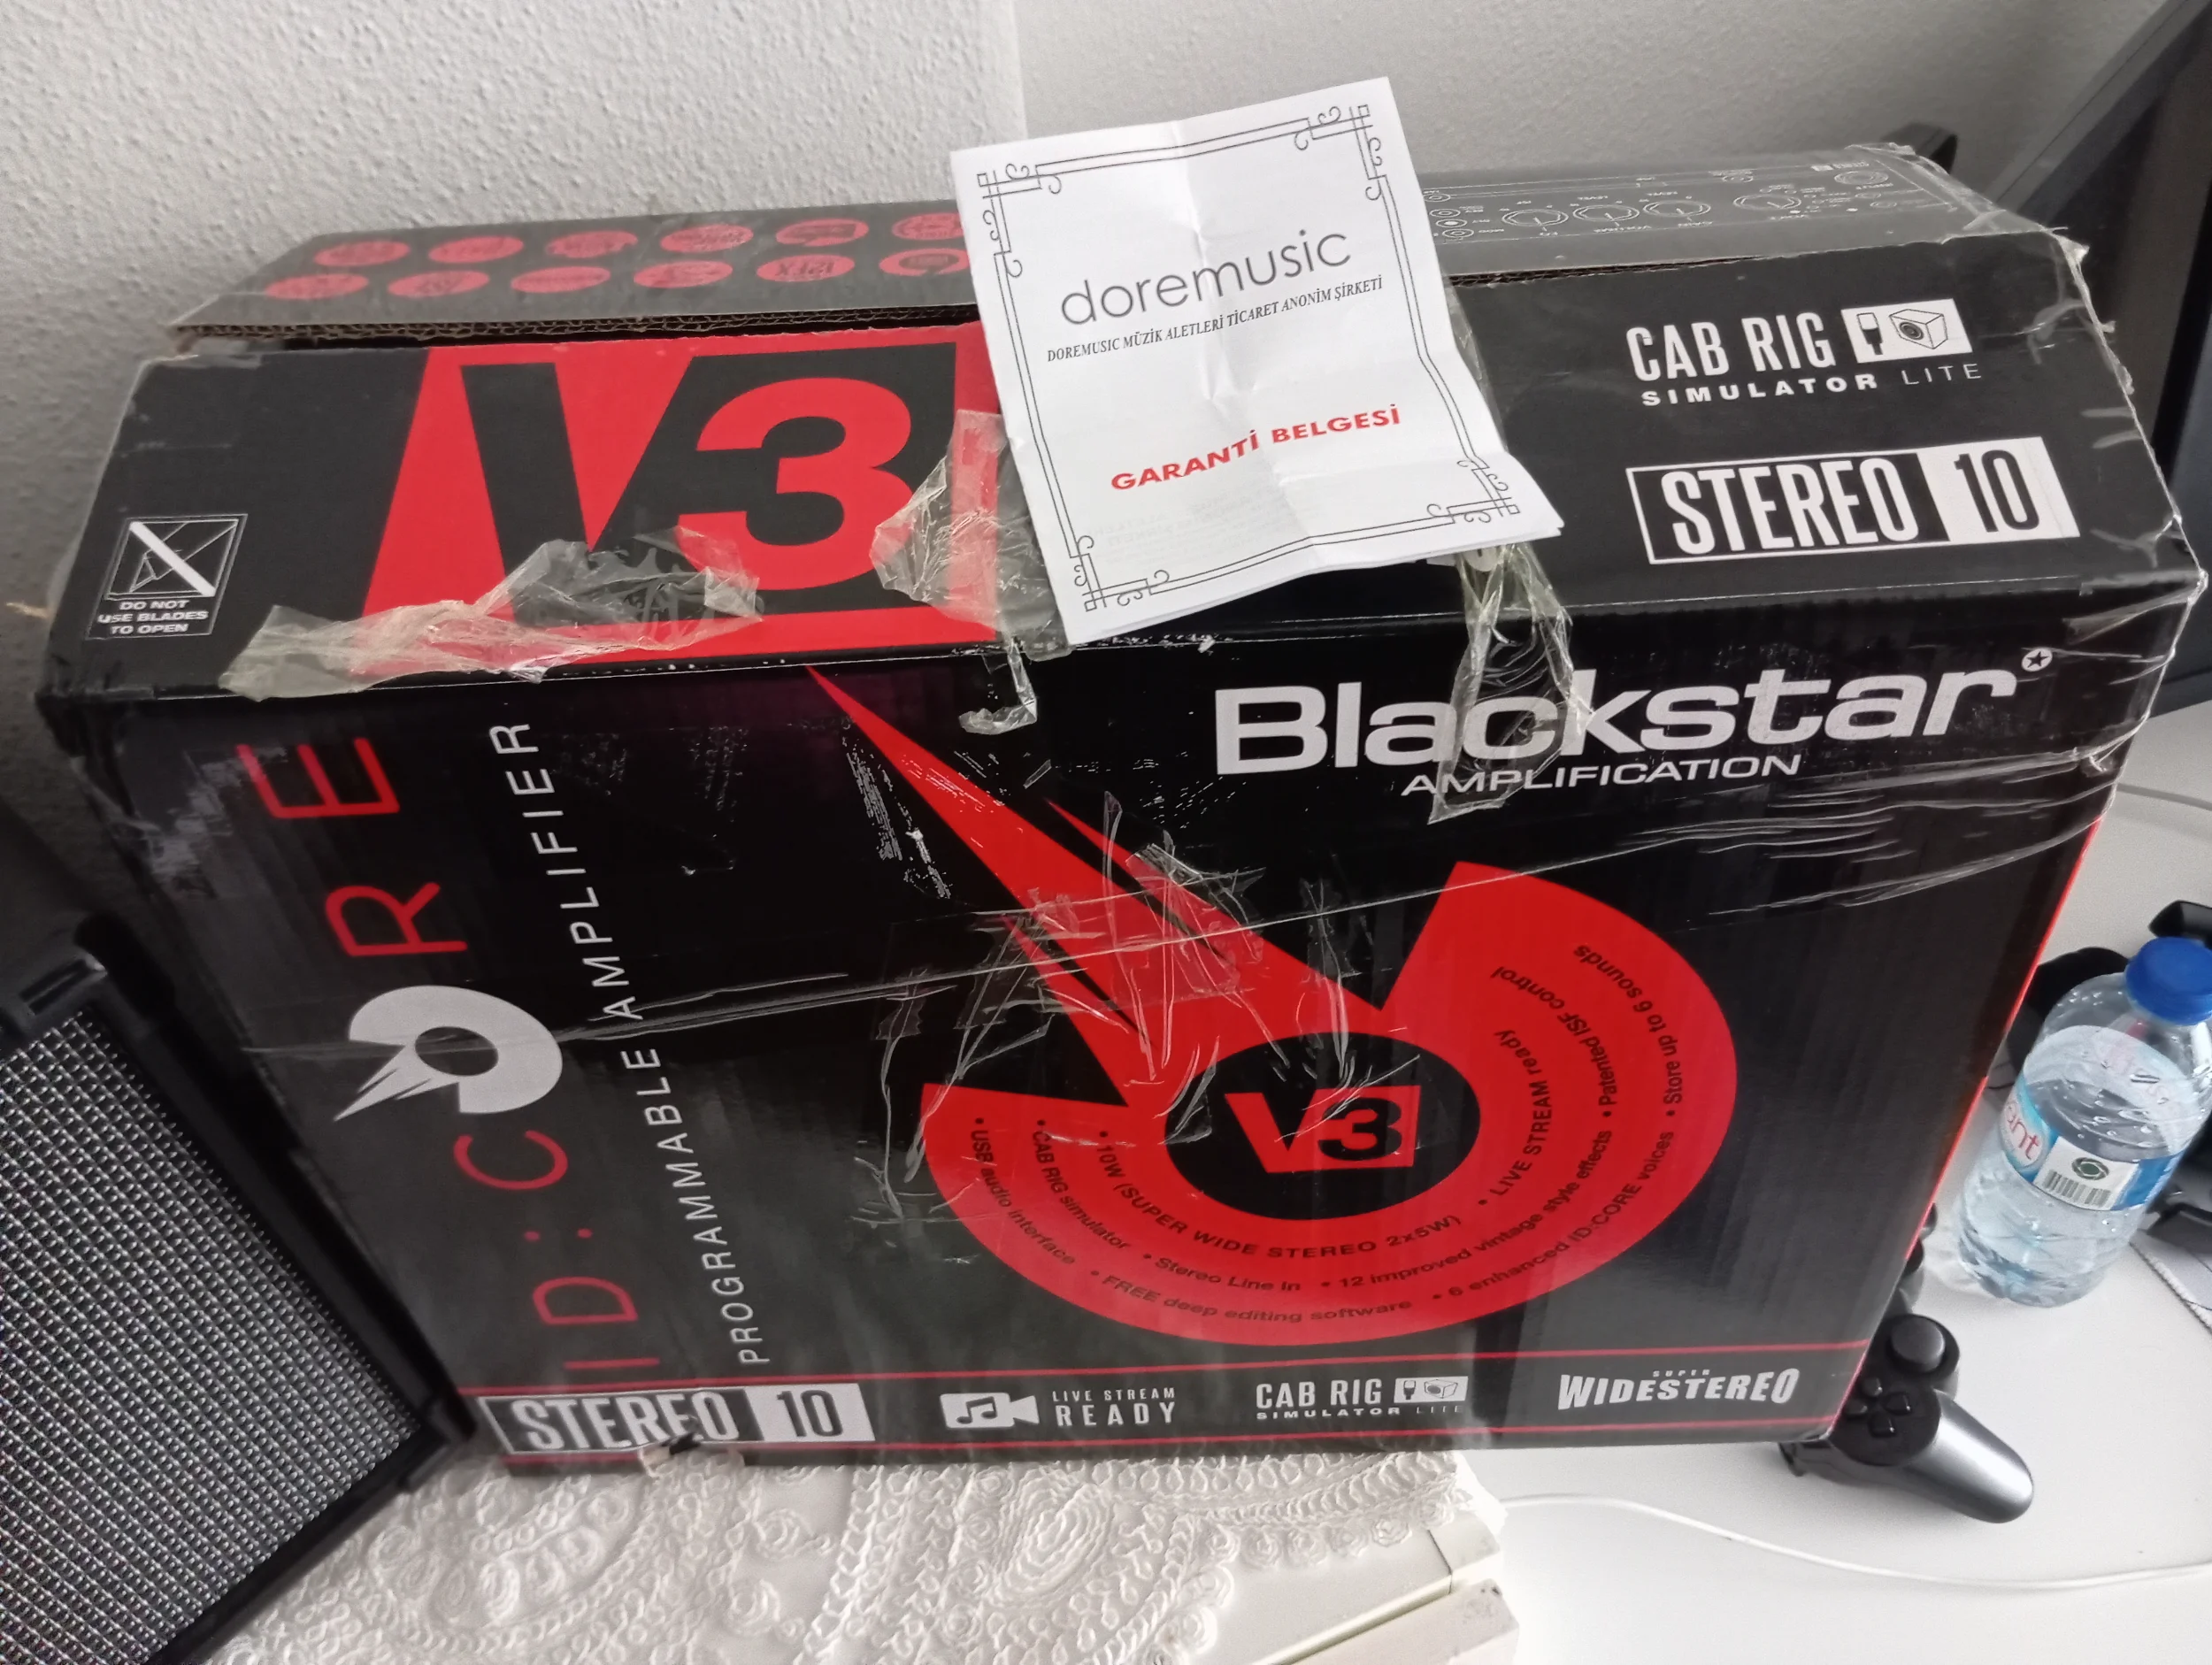 doremusic
DOREMUSIC MÜZİK ALETLERİ TİCARET ANONİM ŞİRKETİ
GARANTİ BELGESİ
V3
CAB RIG
SIMULATOR LITE
STEREO 10
DO NOT
USE BLADES
TO OPEN
Blackstar
AMPLIFICATION
ID:CORE
PROGRAMMABLE AMPLIFIER
V3
• 10W (SUPER WIDE STEREO 2x5W) • LIVE STREAM ready
• CAB RIG simulator • Stereo Line In • 12 improved vintage style effects • Patented ISF control
• USB audio interface • FREE deep editing software • 6 enhanced ID:CORE voices • Store up to 6 sounds
STEREO 10
LIVE STREAM
READY
CAB RIG
SIMULATOR LITE
SUPER
WIDESTEREO